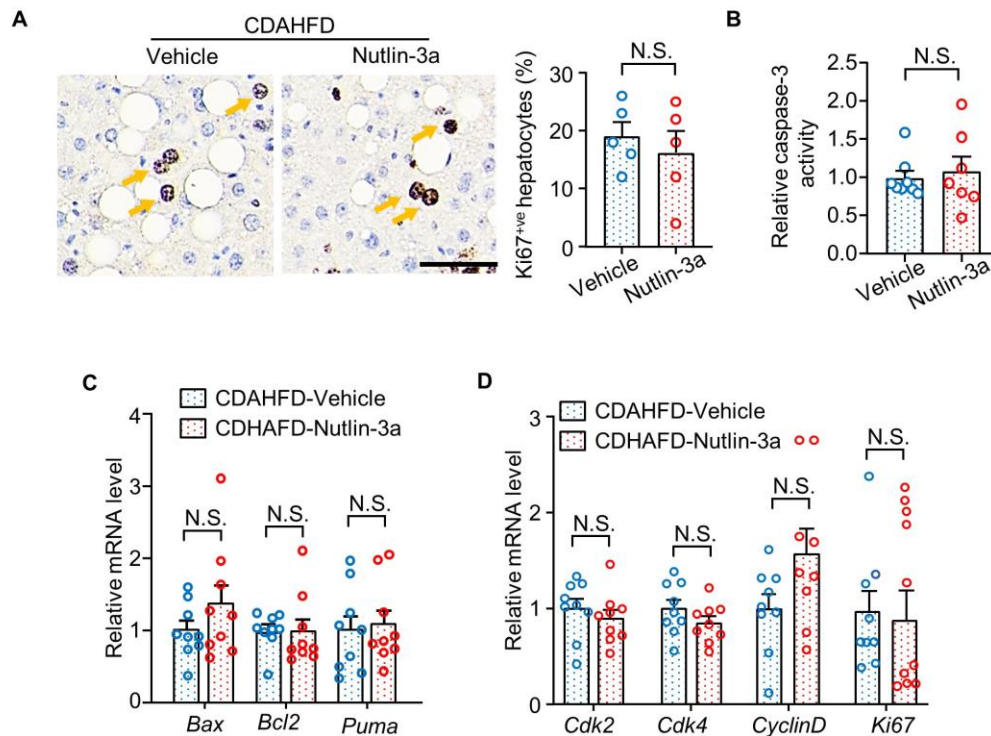 A
CDAHFD
Vehicle
Nutlin-3a
Ki67+ve hepatocytes (%)
30
20
10
0
N.S.
Vehicle
Nutlin-3a
B
Relative caspase-3
activity
2.5
2.0
1.5
1.0
0.5
0.0
N.S.
Vehicle
Nutlin-3a
C
CDAHFD-Vehicle
CDHAFD-Nutlin-3a
Relative mRNA level
4
3
2
1
0
N.S.
N.S.
N.S.
Bax
Bcl2
Puma
D
CDAHFD-Vehicle
CDHAFD-Nutlin-3a
Relative mRNA level
3
2
1
0
N.S.
N.S.
N.S.
N.S.
Cdk2
Cdk4
CyclinD
Ki67